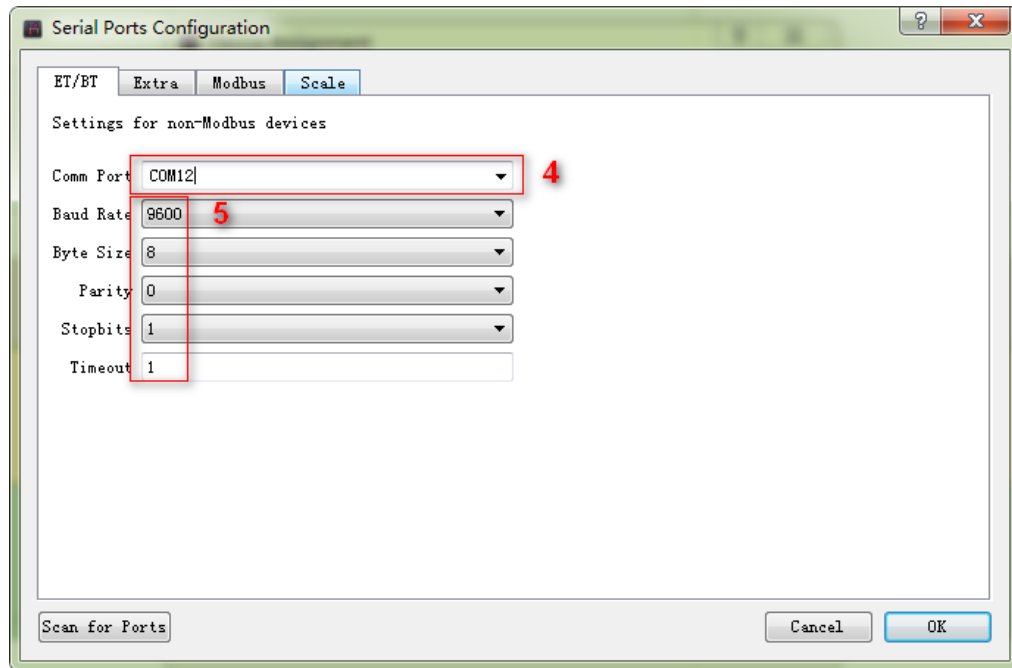 Serial Ports Configuration
ET/BT Extra Modbus Scale
Settings for non-Modbus devices
Comm Port COM12 4
Baud Rate 9600 5
Byte Size 8
Parity 0
Stopbits 1
Timeout 1
Scan for Ports Cancel OK